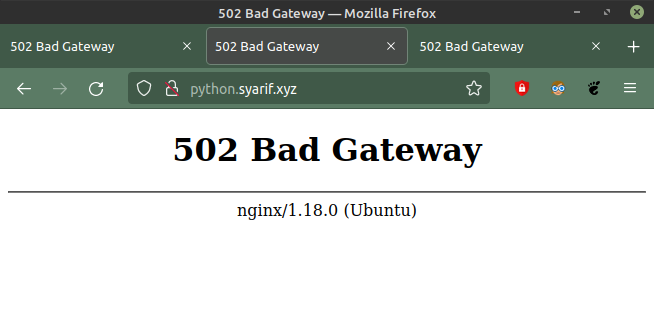 502 Bad Gateway — Mozilla Firefox
502 Bad Gateway 502 Bad Gateway 502 Bad Gateway
python.syarif.xyz
502 Bad Gateway
nginx/1.18.0 (Ubuntu)